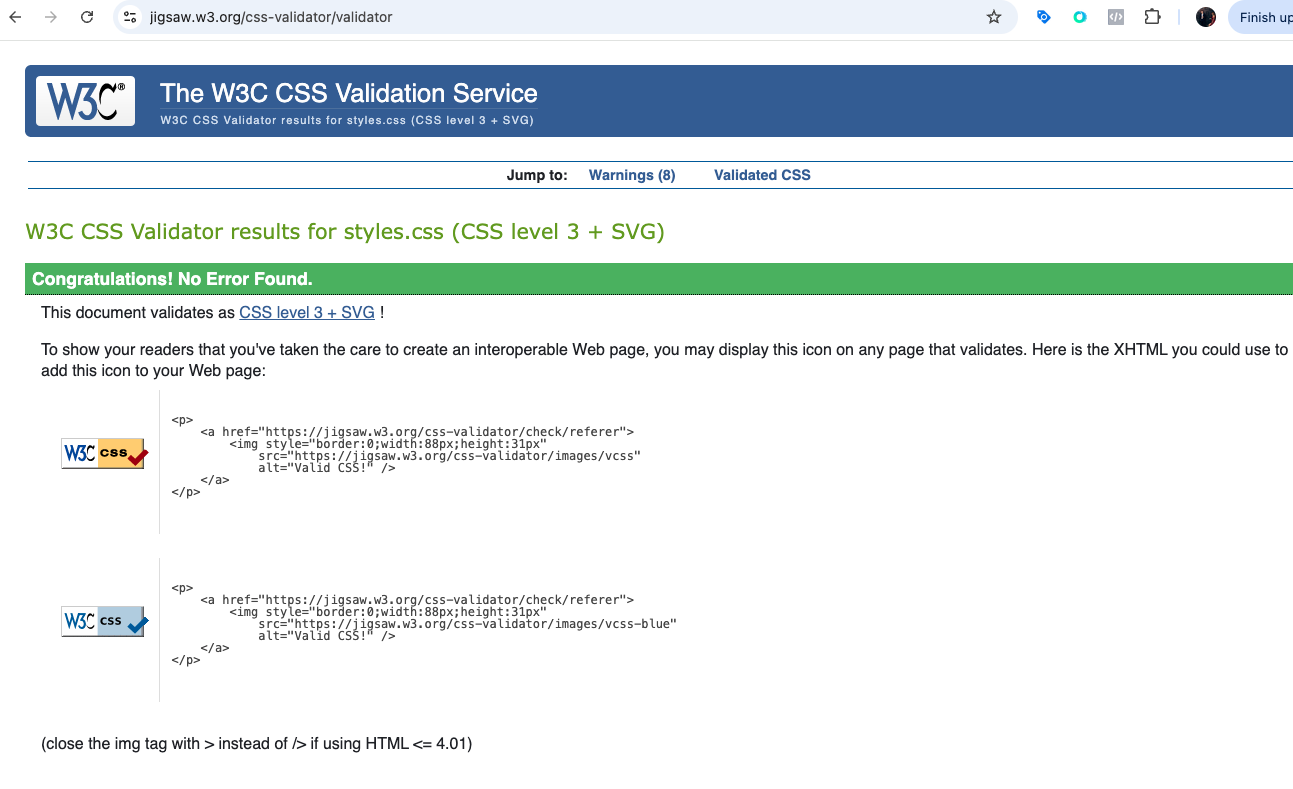 jigsaw.w3.org/css-validator/validator
Finish up
W3C®
The W3C CSS Validation Service
W3C CSS Validator results for styles.css (CSS level 3 + SVG)
Jump to: Warnings (8) Validated CSS
W3C CSS Validator results for styles.css (CSS level 3 + SVG)
Congratulations! No Error Found.
This document validates as CSS level 3 + SVG !
To show your readers that you've taken the care to create an interoperable Web page, you may display this icon on any page that validates. Here is the XHTML you could use to
add this icon to your Web page:
W3C css
<p>
    <a href="https://jigsaw.w3.org/css-validator/check/referer">
        <img style="border:0;width:88px;height:31px"
            src="https://jigsaw.w3.org/css-validator/images/vcss"
            alt="Valid CSS!" />
    </a>
</p>
W3C css
<p>
    <a href="https://jigsaw.w3.org/css-validator/check/referer">
        <img style="border:0;width:88px;height:31px"
            src="https://jigsaw.w3.org/css-validator/images/vcss-blue"
            alt="Valid CSS!" />
    </a>
</p>
(close the img tag with > instead of /> if using HTML <= 4.01)